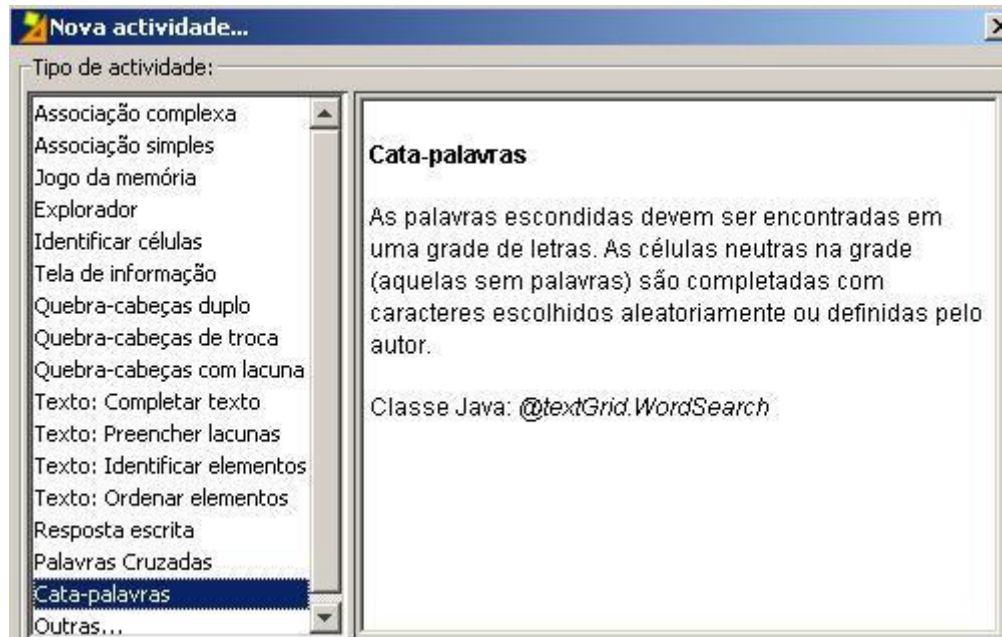 Nova actividade...
Tipo de actividade:
Associação complexa
Associação simples
Jogo da memória
Explorador
Identificar células
Tela de informação
Quebra-cabeças duplo
Quebra-cabeças de troca
Quebra-cabeças com lacuna
Texto: Completar texto
Texto: Preencher lacunas
Texto: Identificar elementos
Texto: Ordenar elementos
Resposta escrita
Palavras Cruzadas
Cata-palavras
Outras...
Cata-palavras
As palavras escondidas devem ser encontradas em
uma grade de letras. As células neutras na grade
(aquelas sem palavras) são completadas com
caracteres escolhidos aleatoriamente ou definidas pelo
autor.
Classe Java: @textGrid.WordSearch